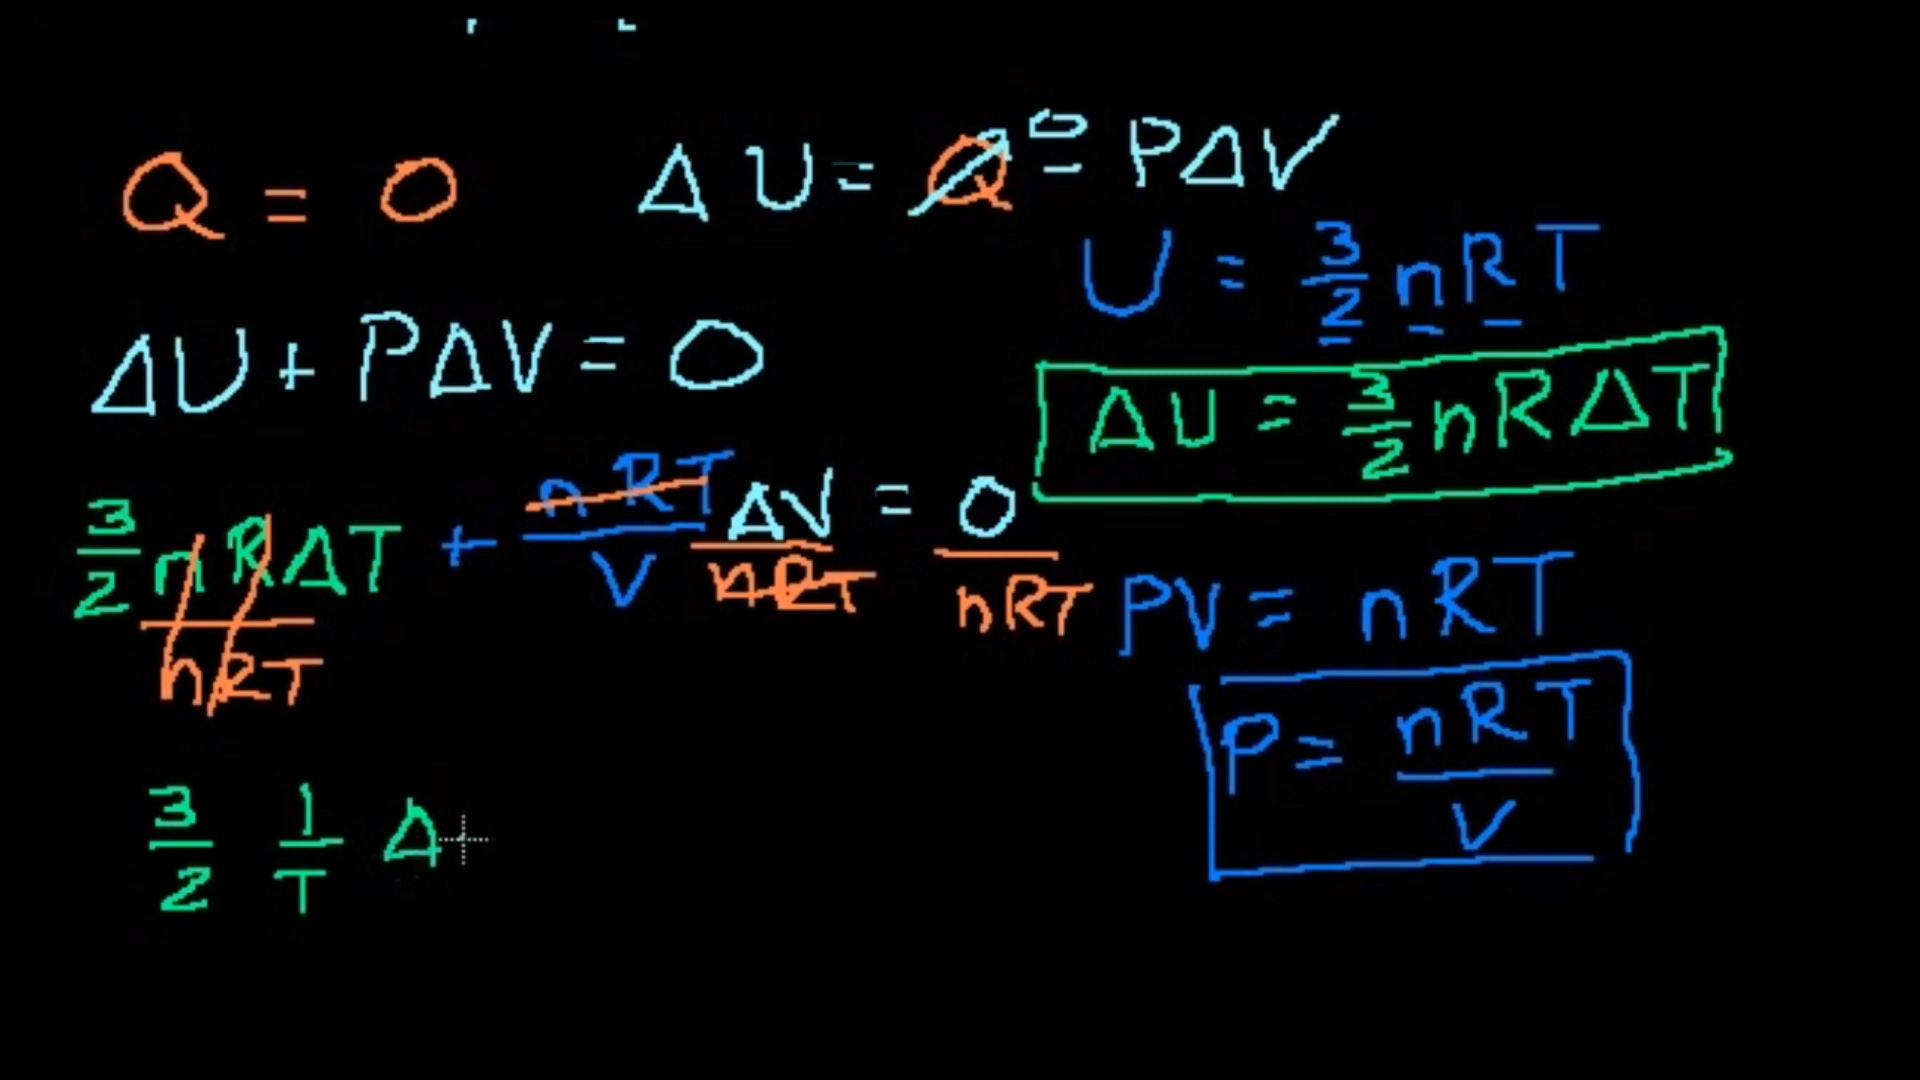 Q = 0
ΔU = Q⁰ - PΔV
U = 3/2 nRT
ΔU + PΔV = 0
ΔU = 3/2 nRΔT
3/2 nRΔT/nRT + nRT/V ΔV/nRT = 0/nRT
PV = nRT
P = nRT/V
3/2 1/T Δ